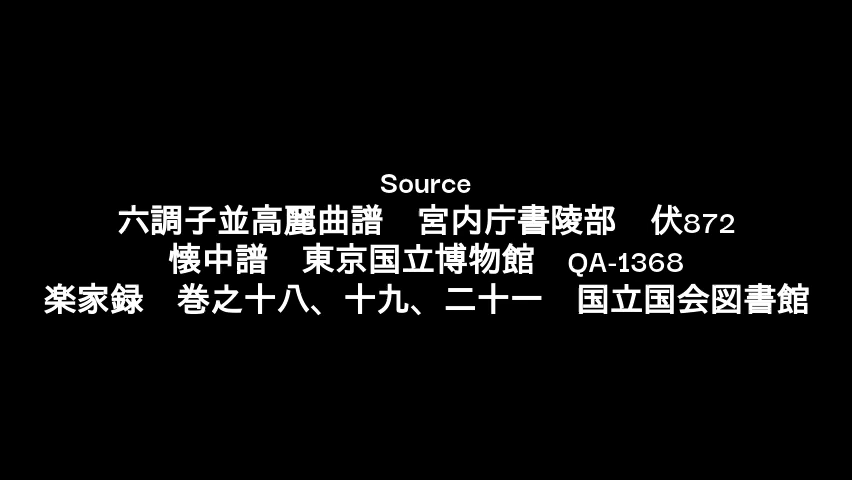 Source
六調子並高麗曲譜　宮内庁書陵部　伏872
懐中譜　東京国立博物館　QA-1368
楽家録　巻之十八、十九、二十一　国立国会図書館